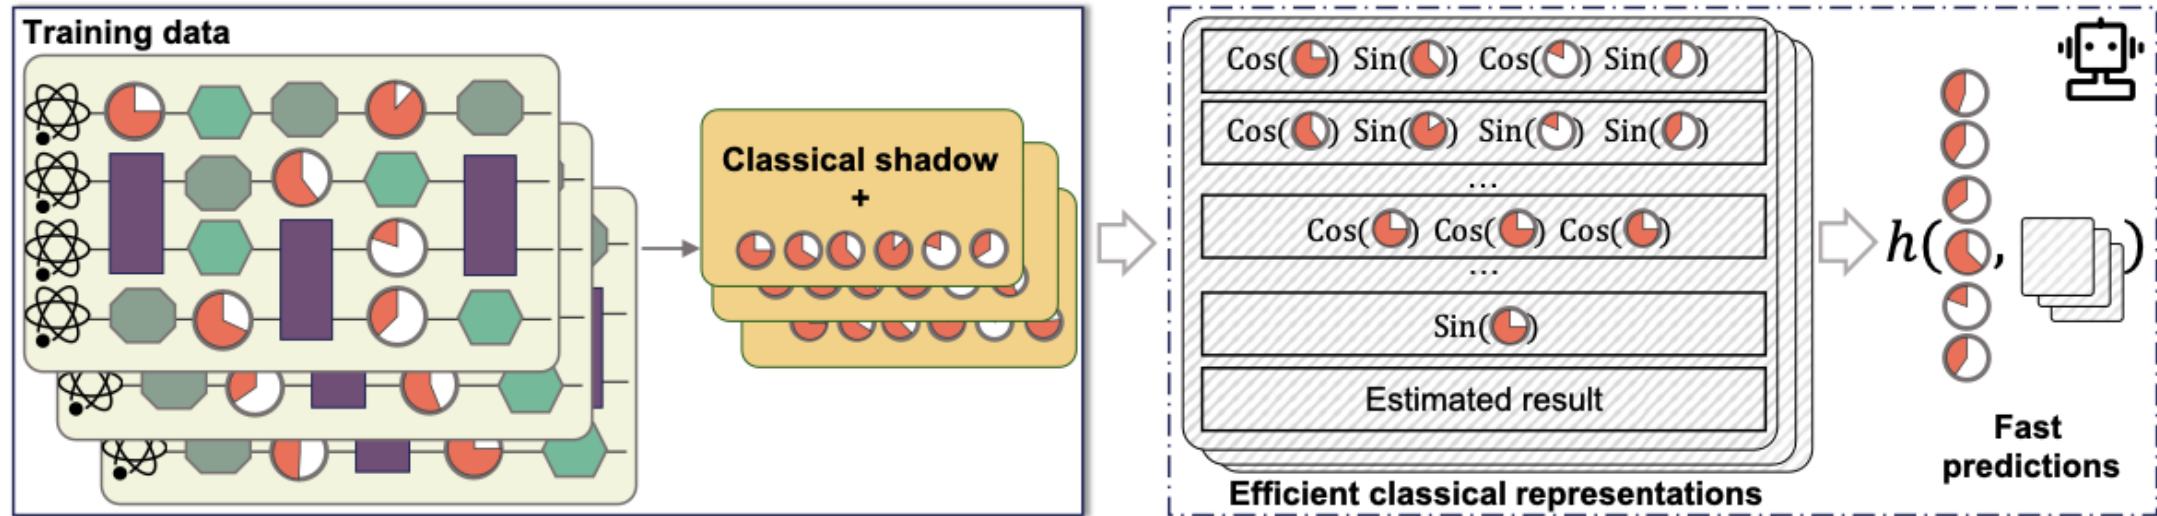 Training data
Classical shadow
+
Cos( ) Sin( ) Cos( ) Sin( )
Cos( ) Sin( ) Sin( ) Sin( )
...
Cos( ) Cos( ) Cos( )
...
Sin( )
Estimated result
Efficient classical representations
h( , )
Fast
predictions